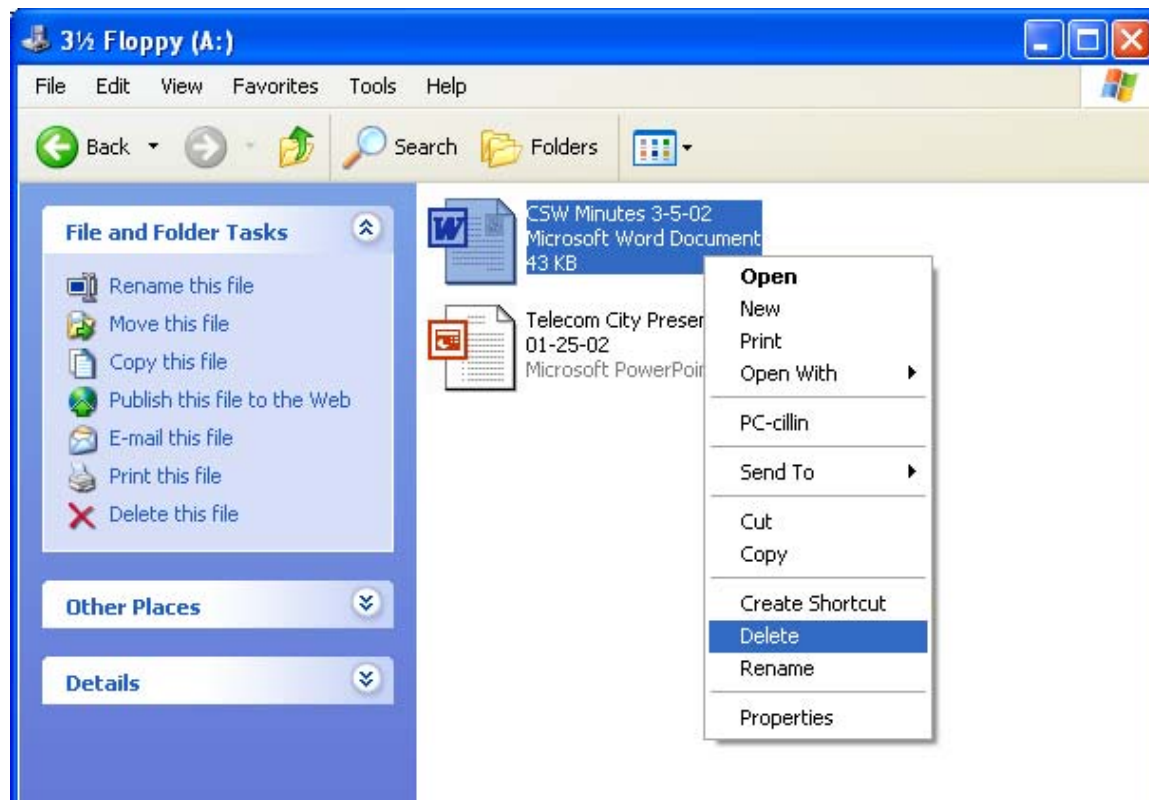 3½ Floppy (A:)
File Edit View Favorites Tools Help
Back Search Folders
File and Folder Tasks
Rename this file
Move this file
Copy this file
Publish this file to the Web
E-mail this file
Print this file
Delete this file
Other Places
Details
CSW Minutes 3-5-02
Microsoft Word Document
43 KB
Telecom City Preser
01-25-02
Microsoft PowerPoir
Open
New
Print
Open With
PC-cillin
Send To
Cut
Copy
Create Shortcut
Delete
Rename
Properties